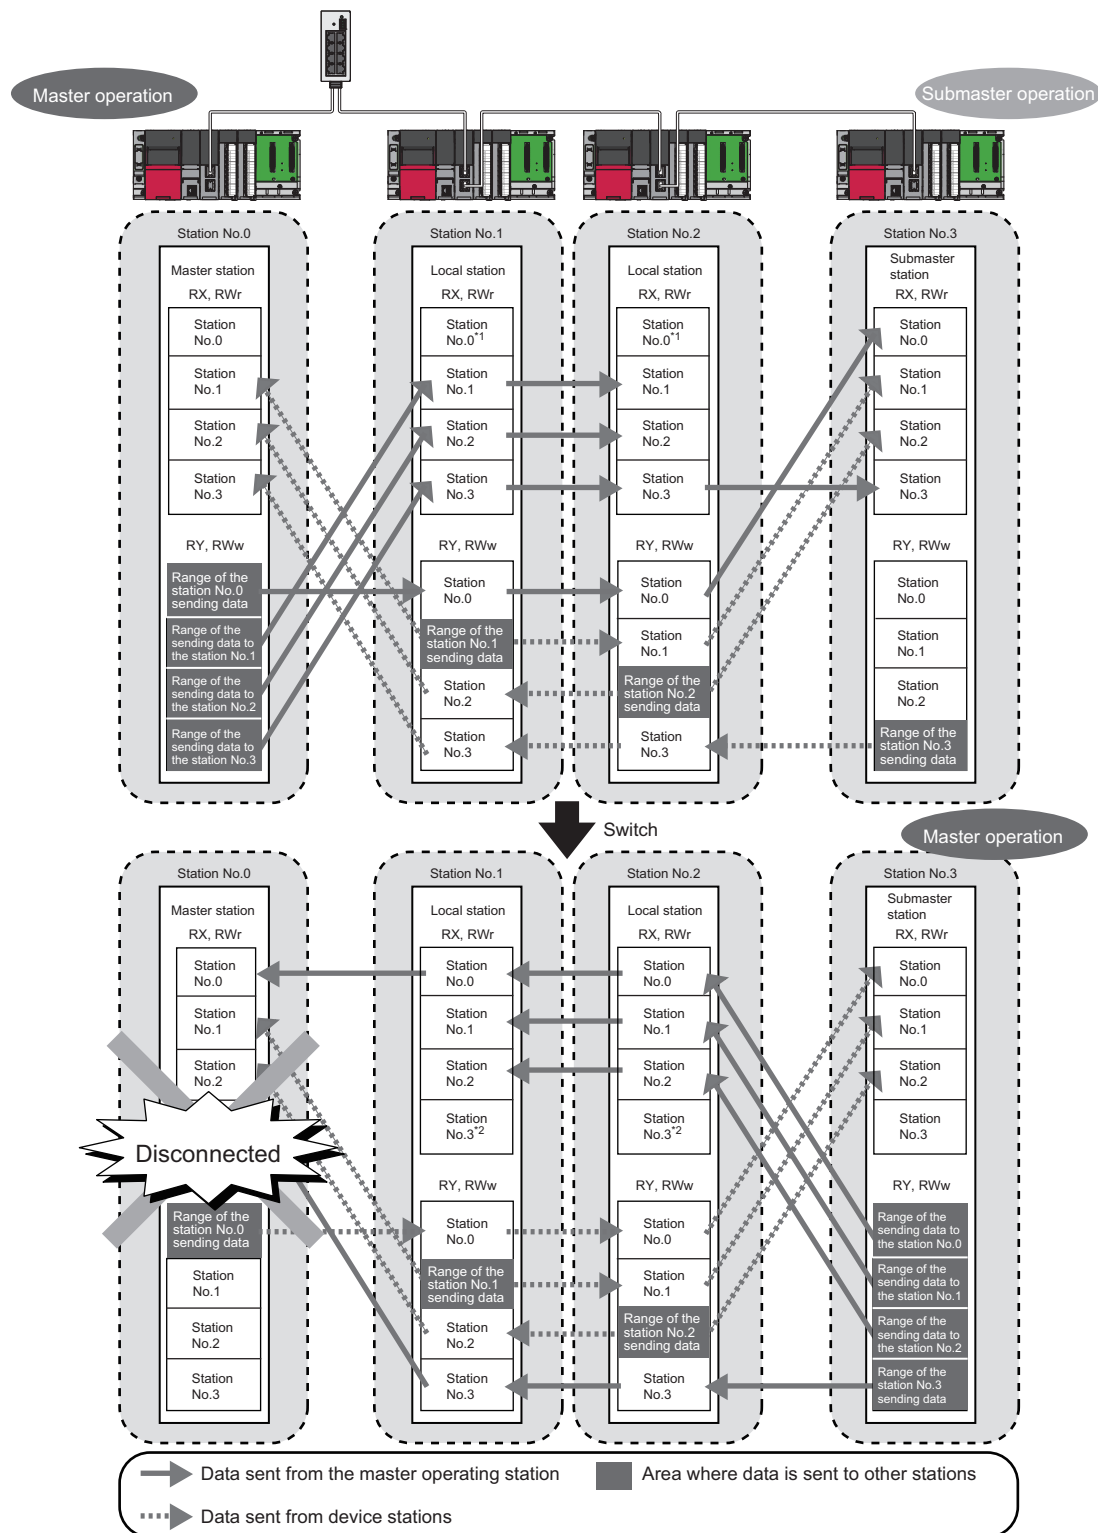 Master operation
Submaster operation
Station No.0
Master station
RX, RWr
Station
No.0
Station
No.1
Station
No.2
Station
No.3
RY, RWw
Range of the
station No.0
sending data
Range of the
sending data to
the station No.1
Range of the
sending data to
the station No.2
Range of the
sending data to
the station No.3
Station No.1
Local station
RX, RWr
Station
No.0*1
Station
No.1
Station
No.2
Station
No.3
Station
No.0
Range of the
station No.1
sending data
Station
No.2
Station
No.3
Station No.2
Local station
RX, RWr
Station
No.0*1
Station
No.1
Station
No.2
Station
No.3
Station
No.0
Station
No.1
Range of the
station No.2
sending data
Station
No.3
Station No.3
Submaster
station
RX, RWr
Station
No.0
Station
No.1
Station
No.2
Station
No.3
Station
No.0
Station
No.1
Station
No.2
Range of the
station No.3
sending data
Switch
Master operation
Station No.0
Master station
RX, RWr
Station
No.0
Station
No.1
Station
No.2
Disconnected
Range of the
station No.0
sending data
Station
No.1
Station
No.2
Station
No.3
Station No.1
Local station
RX, RWr
Station
No.0
Station
No.1
Station
No.2
Station
No.3*2
RY, RWw
Station
No.0
Range of the
station No.1
sending data
Station
No.2
Station
No.3
Station No.2
Local station
RX, RWr
Station
No.0
Station
No.1
Station
No.2
Station
No.3*2
RY, RWw
Station
No.0
Station
No.1
Range of the
station No.2
sending data
Station
No.3
Station No.3
Submaster
station
RX, RWr
Station
No.0
Station
No.1
Station
No.2
Station
No.3
RY, RWw
Range of the
sending data to
the station No.0
Range of the
sending data to
the station No.1
Range of the
sending data to
the station No.2
Range of the
station No.3
sending data
Data sent from the master operating station
Area where data is sent to other stations
Data sent from device stations